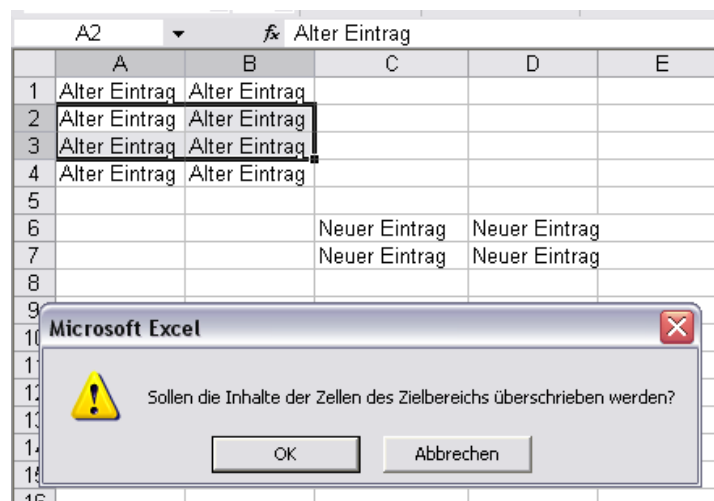 A2 fx Alter Eintrag
A B C D E
1 Alter Eintrag Alter Eintrag
2 Alter Eintrag Alter Eintrag
3 Alter Eintrag Alter Eintrag
4 Alter Eintrag Alter Eintrag
5
6 Neuer Eintrag Neuer Eintrag
7 Neuer Eintrag Neuer Eintrag
8
9
Microsoft Excel
Sollen die Inhalte der Zellen des Zielbereichs überschrieben werden?
OK Abbrechen